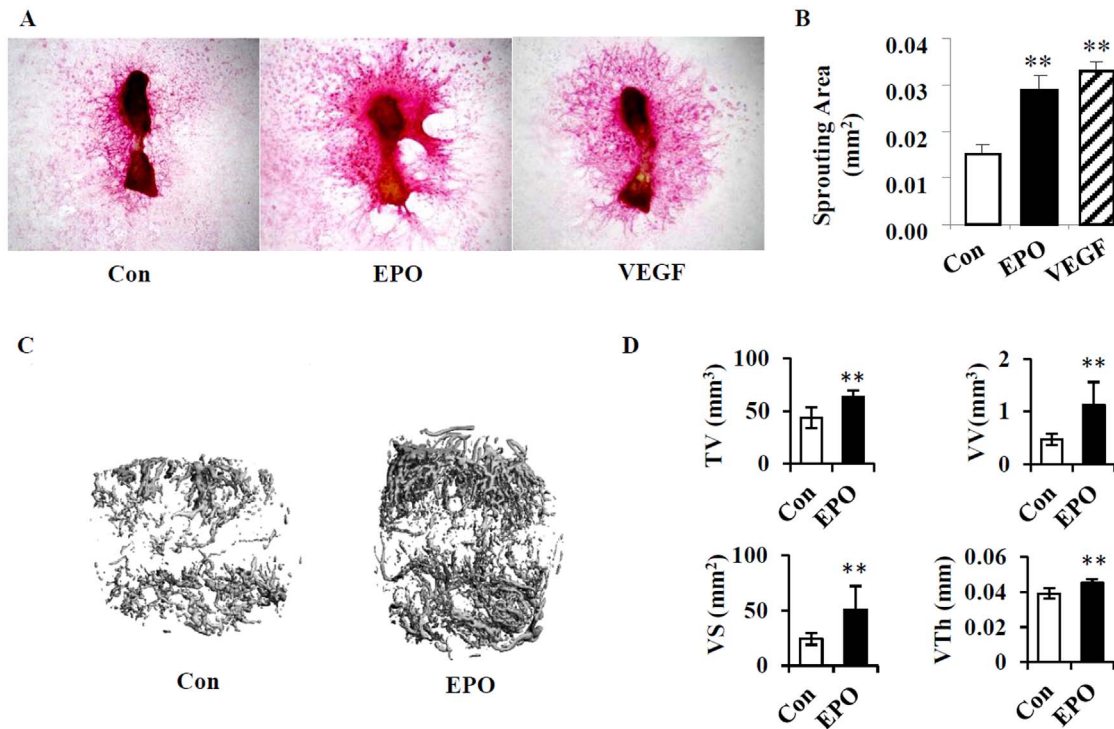 A
Con
EPO
VEGF
B
Sprouting Area
(mm²)
0.04
0.03
0.02
0.01
0.00
**
**
Con
EPO
VEGF
C
Con
EPO
D
TV (mm³)
100
50
0
**
Con
EPO
VV(mm³)
2
1
0
**
Con
EPO
VS (mm²)
100
50
0
**
Con
EPO
VTh (mm)
0.06
0.04
0.02
0
**
Con
EPO